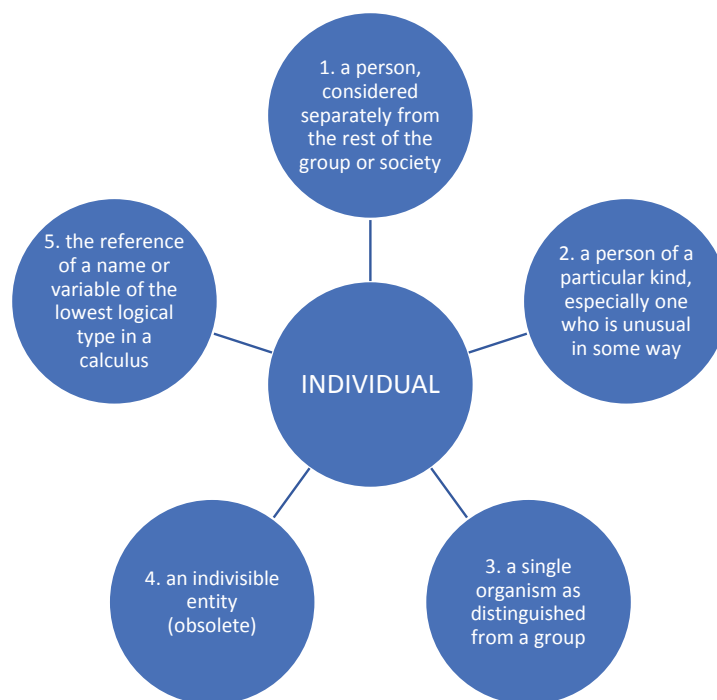 1. a person,
considered
separately from
the rest of the
group or society
2. a person of a
particular kind,
especially one
who is unusual
in some way
3. a single
organism as
distinguished
from a group
4. an indivisible
entity
(obsolete)
5. the reference
of a name or
variable of the
lowest logical
type in a
calculus
INDIVIDUAL